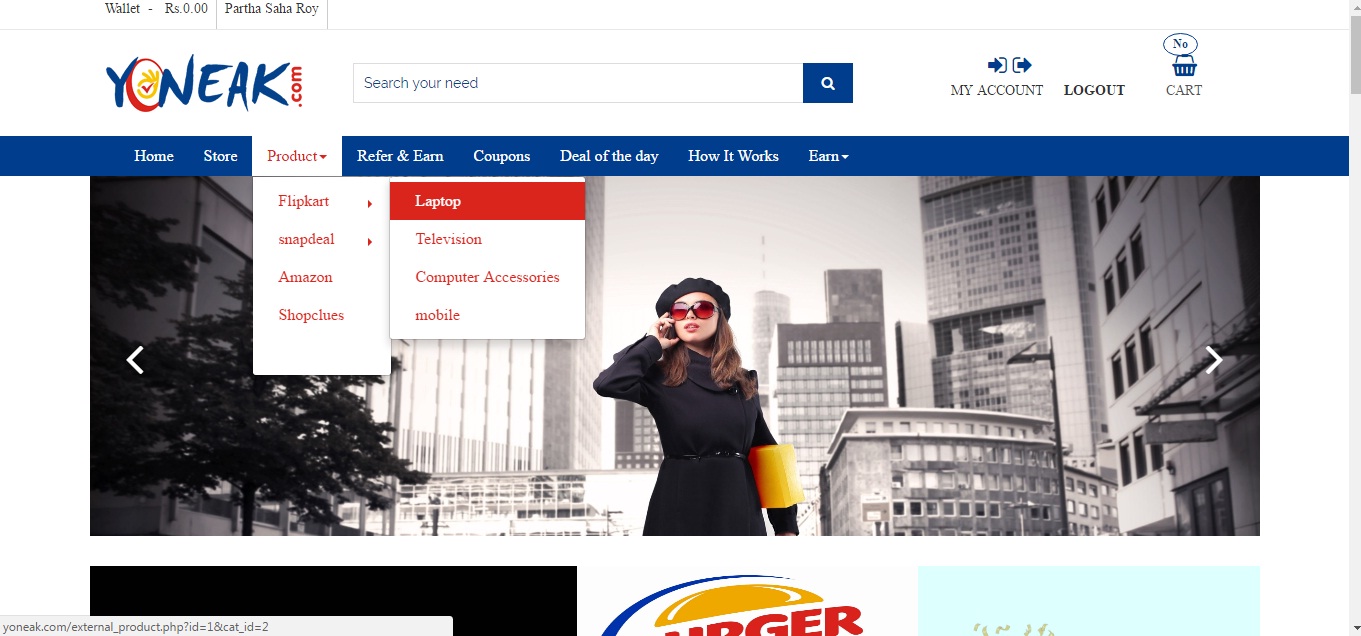 Wallet - Rs.0.00 Partha Saha Roy
YONEAK.com
Search your need
No
MY ACCOUNT LOGOUT CART
Home Store Product Refer & Earn Coupons Deal of the day How It Works Earn
Flipkart Laptop
snapdeal Television
Amazon Computer Accessories
Shopclues mobile
URGER
yoneak.com/external_product.php?id=1&cat_id=2